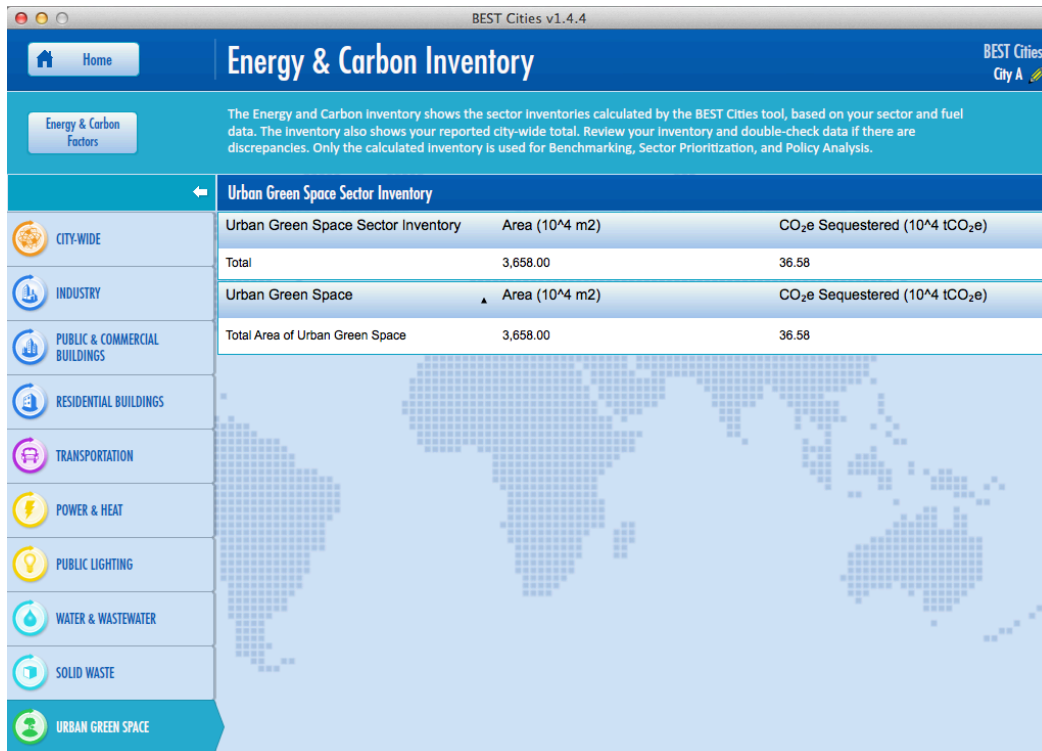 BEST Cities v1.4.4
Home
Energy & Carbon Inventory
BEST Cities
City A
Energy & Carbon
Factors
The Energy and Carbon Inventory shows the sector inventories calculated by the BEST Cities tool, based on your sector and fuel
data. The inventory also shows your reported city-wide total. Review your inventory and double-check data if there are
discrepancies. Only the calculated inventory is used for Benchmarking, Sector Prioritization, and Policy Analysis.
Urban Green Space Sector Inventory
Urban Green Space Sector Inventory Area (10^4 m2) CO₂e Sequestered (10^4 tCO₂e)
Total 3,658.00 36.58
Urban Green Space Area (10^4 m2) CO₂e Sequestered (10^4 tCO₂e)
Total Area of Urban Green Space 3,658.00 36.58
CITY-WIDE
INDUSTRY
PUBLIC & COMMERCIAL
BUILDINGS
RESIDENTIAL BUILDINGS
TRANSPORTATION
POWER & HEAT
PUBLIC LIGHTING
WATER & WASTEWATER
SOLID WASTE
URBAN GREEN SPACE